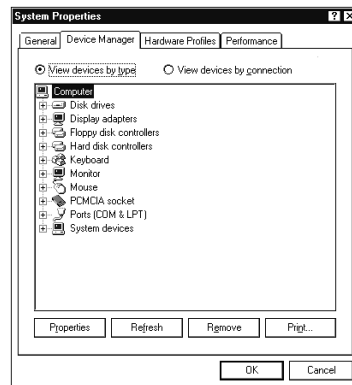 System Properties
General Device Manager Hardware Profiles Performance
View devices by type View devices by connection
Computer
Disk drives
Display adapters
Floppy disk controllers
Hard disk controllers
Keyboard
Monitor
Mouse
PCMCIA socket
Ports (COM & LPT)
System devices
Properties Refresh Remove Print...
OK Cancel